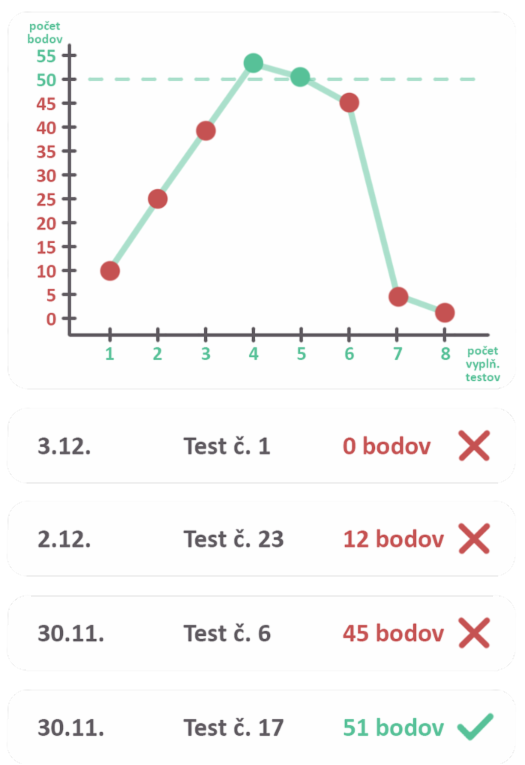 počet
bodov
55
50
45
40
35
30
25
20
15
10
5
0
1 2 3 4 5 6 7 8
počet
vyplň.
testov
3.12. Test č. 1 0 bodov
2.12. Test č. 23 12 bodov
30.11. Test č. 6 45 bodov
30.11. Test č. 17 51 bodov